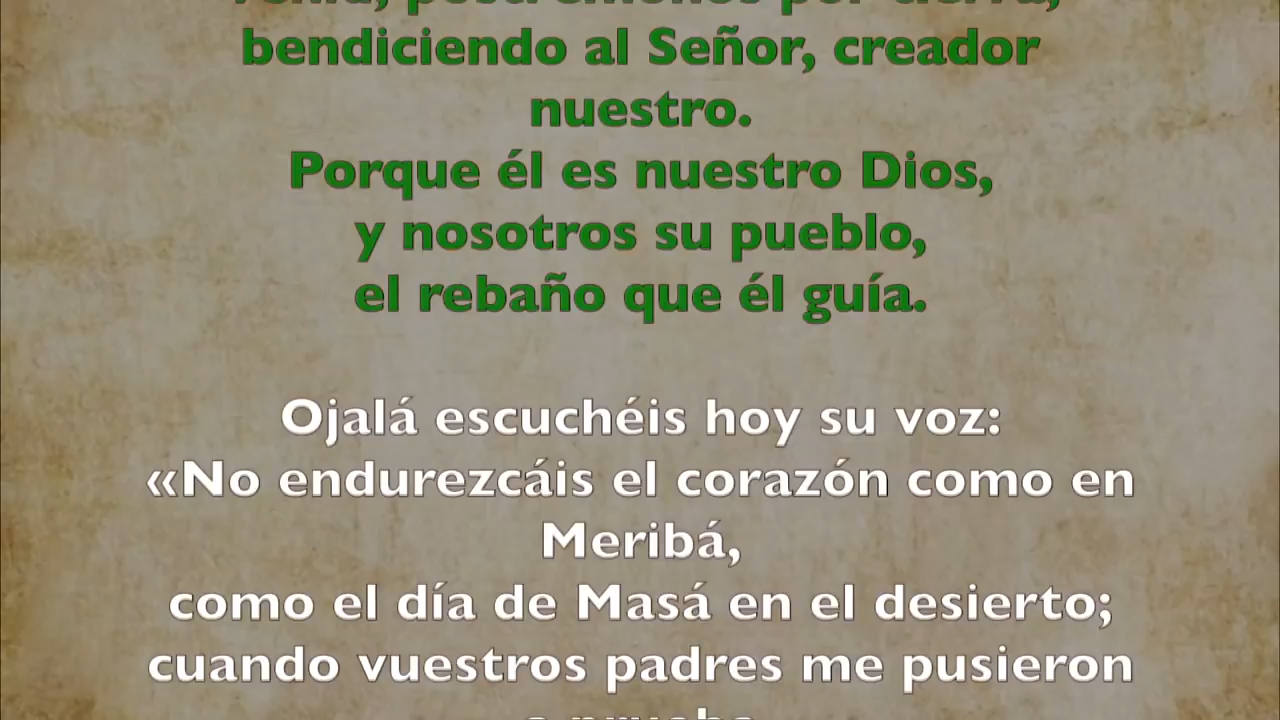 bendiciendo al Señor, creador
nuestro.
Porque él es nuestro Dios,
y nosotros su pueblo,
el rebaño que él guía.
Ojalá escuchéis hoy su voz:
«No endurezcáis el corazón como en
Meribá,
como el día de Masá en el desierto;
cuando vuestros padres me pusieron